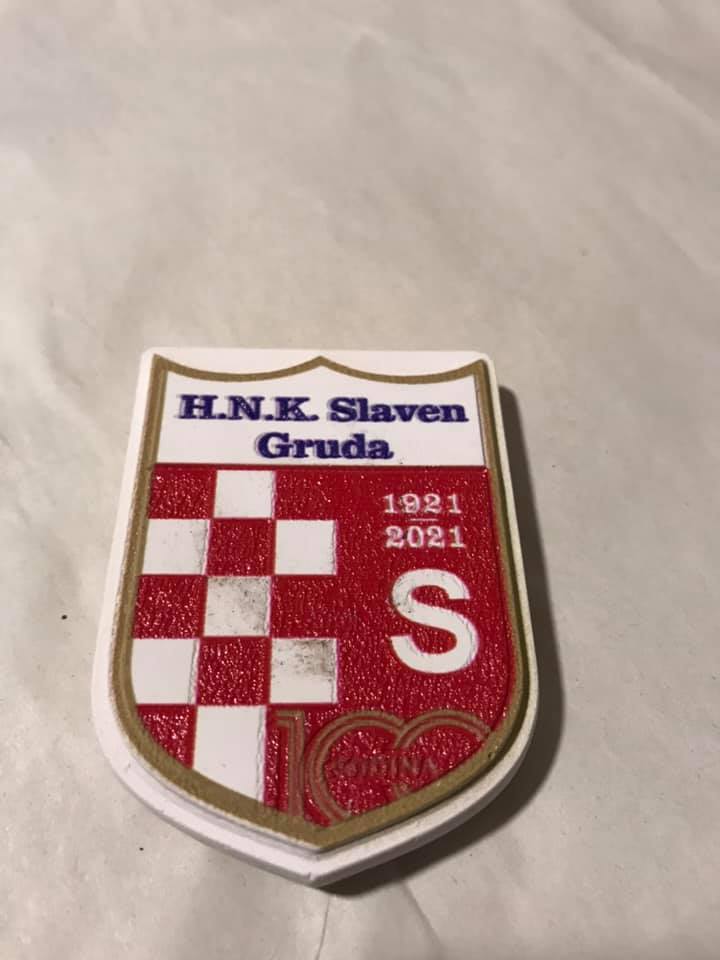 H.N.K. Slaven
Gruda
1921
2021
S
100
GODINA